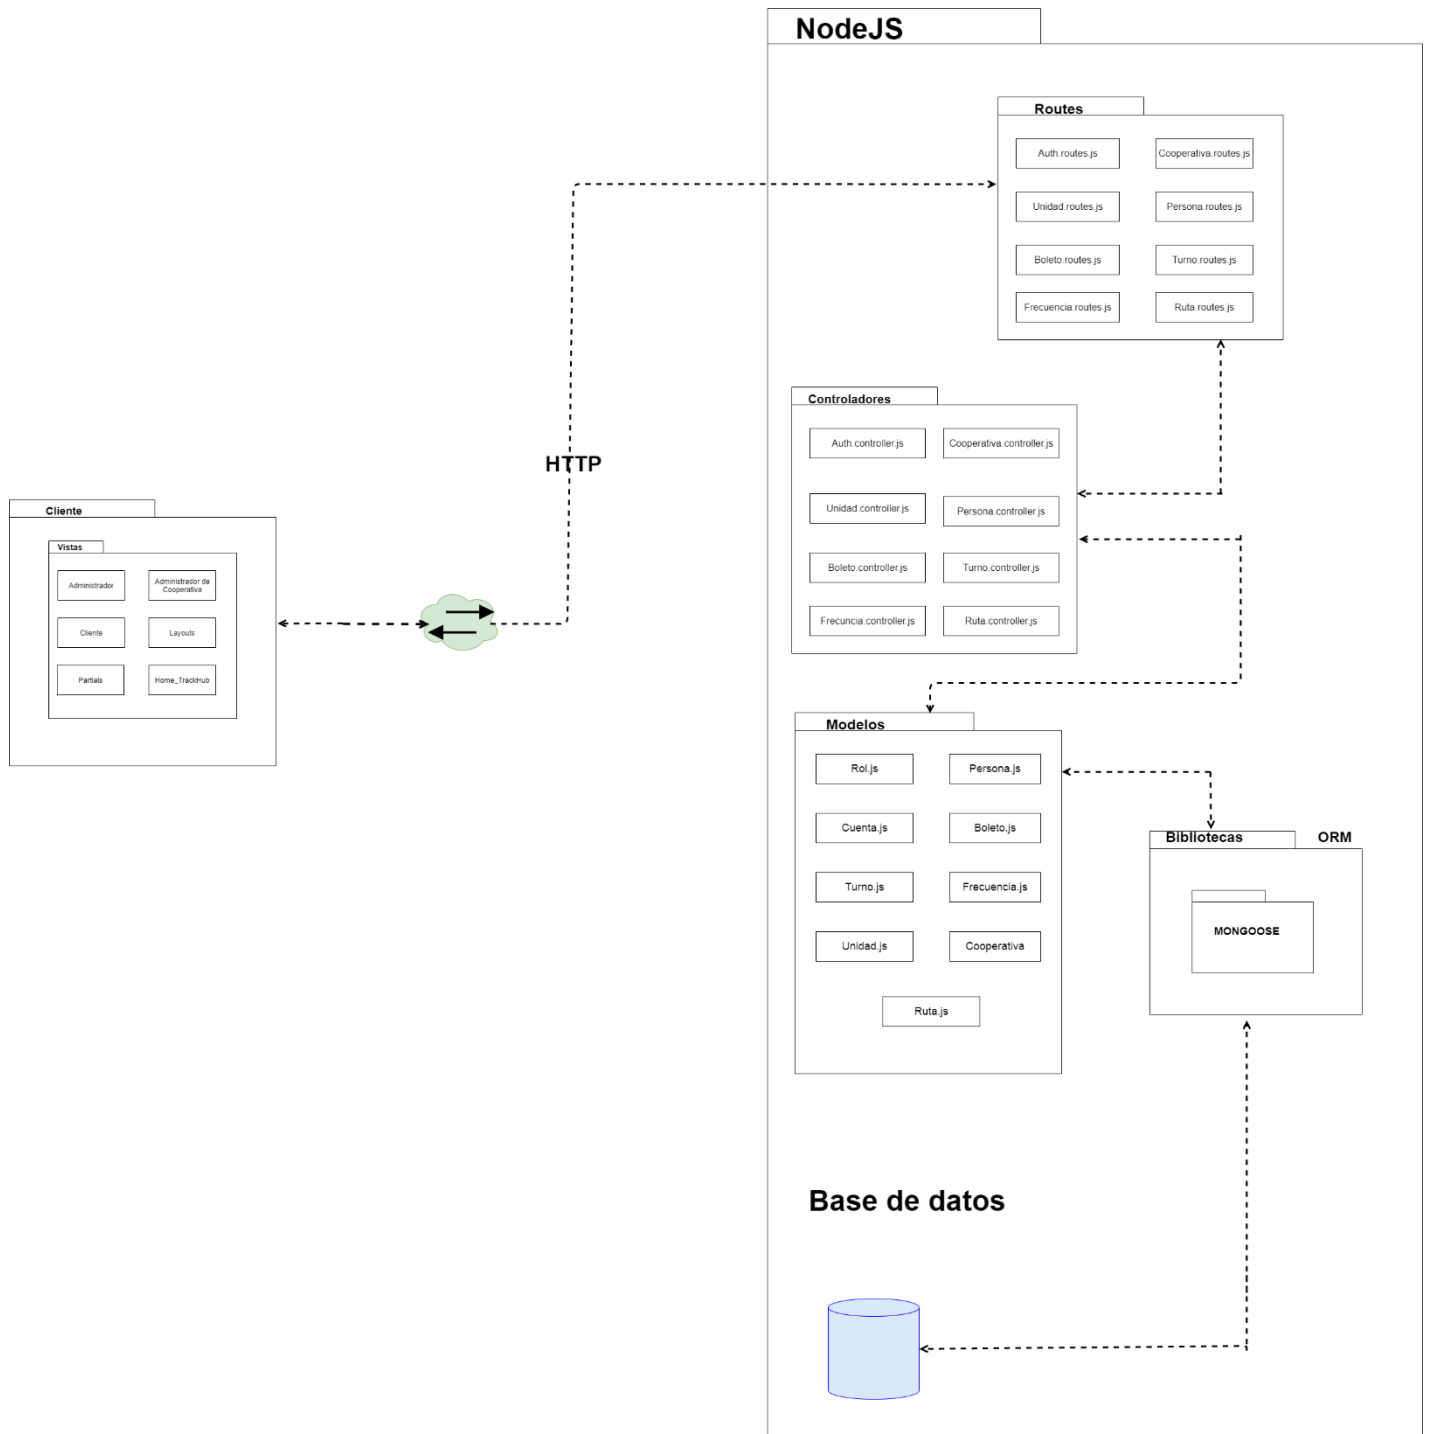 NodeJS
Routes
Auth.routes.js
Cooperativa.routes.js
Unidad.routes.js
Persona.routes.js
Boleto.routes.js
Turno.routes.js
Frecuencia.routes.js
Ruta.routes.js
Controladores
Auth.controller.js
Cooperativa.controller.js
Unidad.controller.js
Persona.controller.js
Boleto.controller.js
Turno.controller.js
Frecuncia.controller.js
Ruta.controller.js
HTTP
Cliente
Vistas
Administrador
Administrador de
Cooperativa
Cliente
Layouts
Partials
Home_TrackHub
Modelos
Rol.js
Persona.js
Cuenta.js
Boleto.js
Turno.js
Frecuencia.js
Unidad.js
Cooperativa
Ruta.js
Bibliotecas
ORM
MONGOOSE
Base de datos